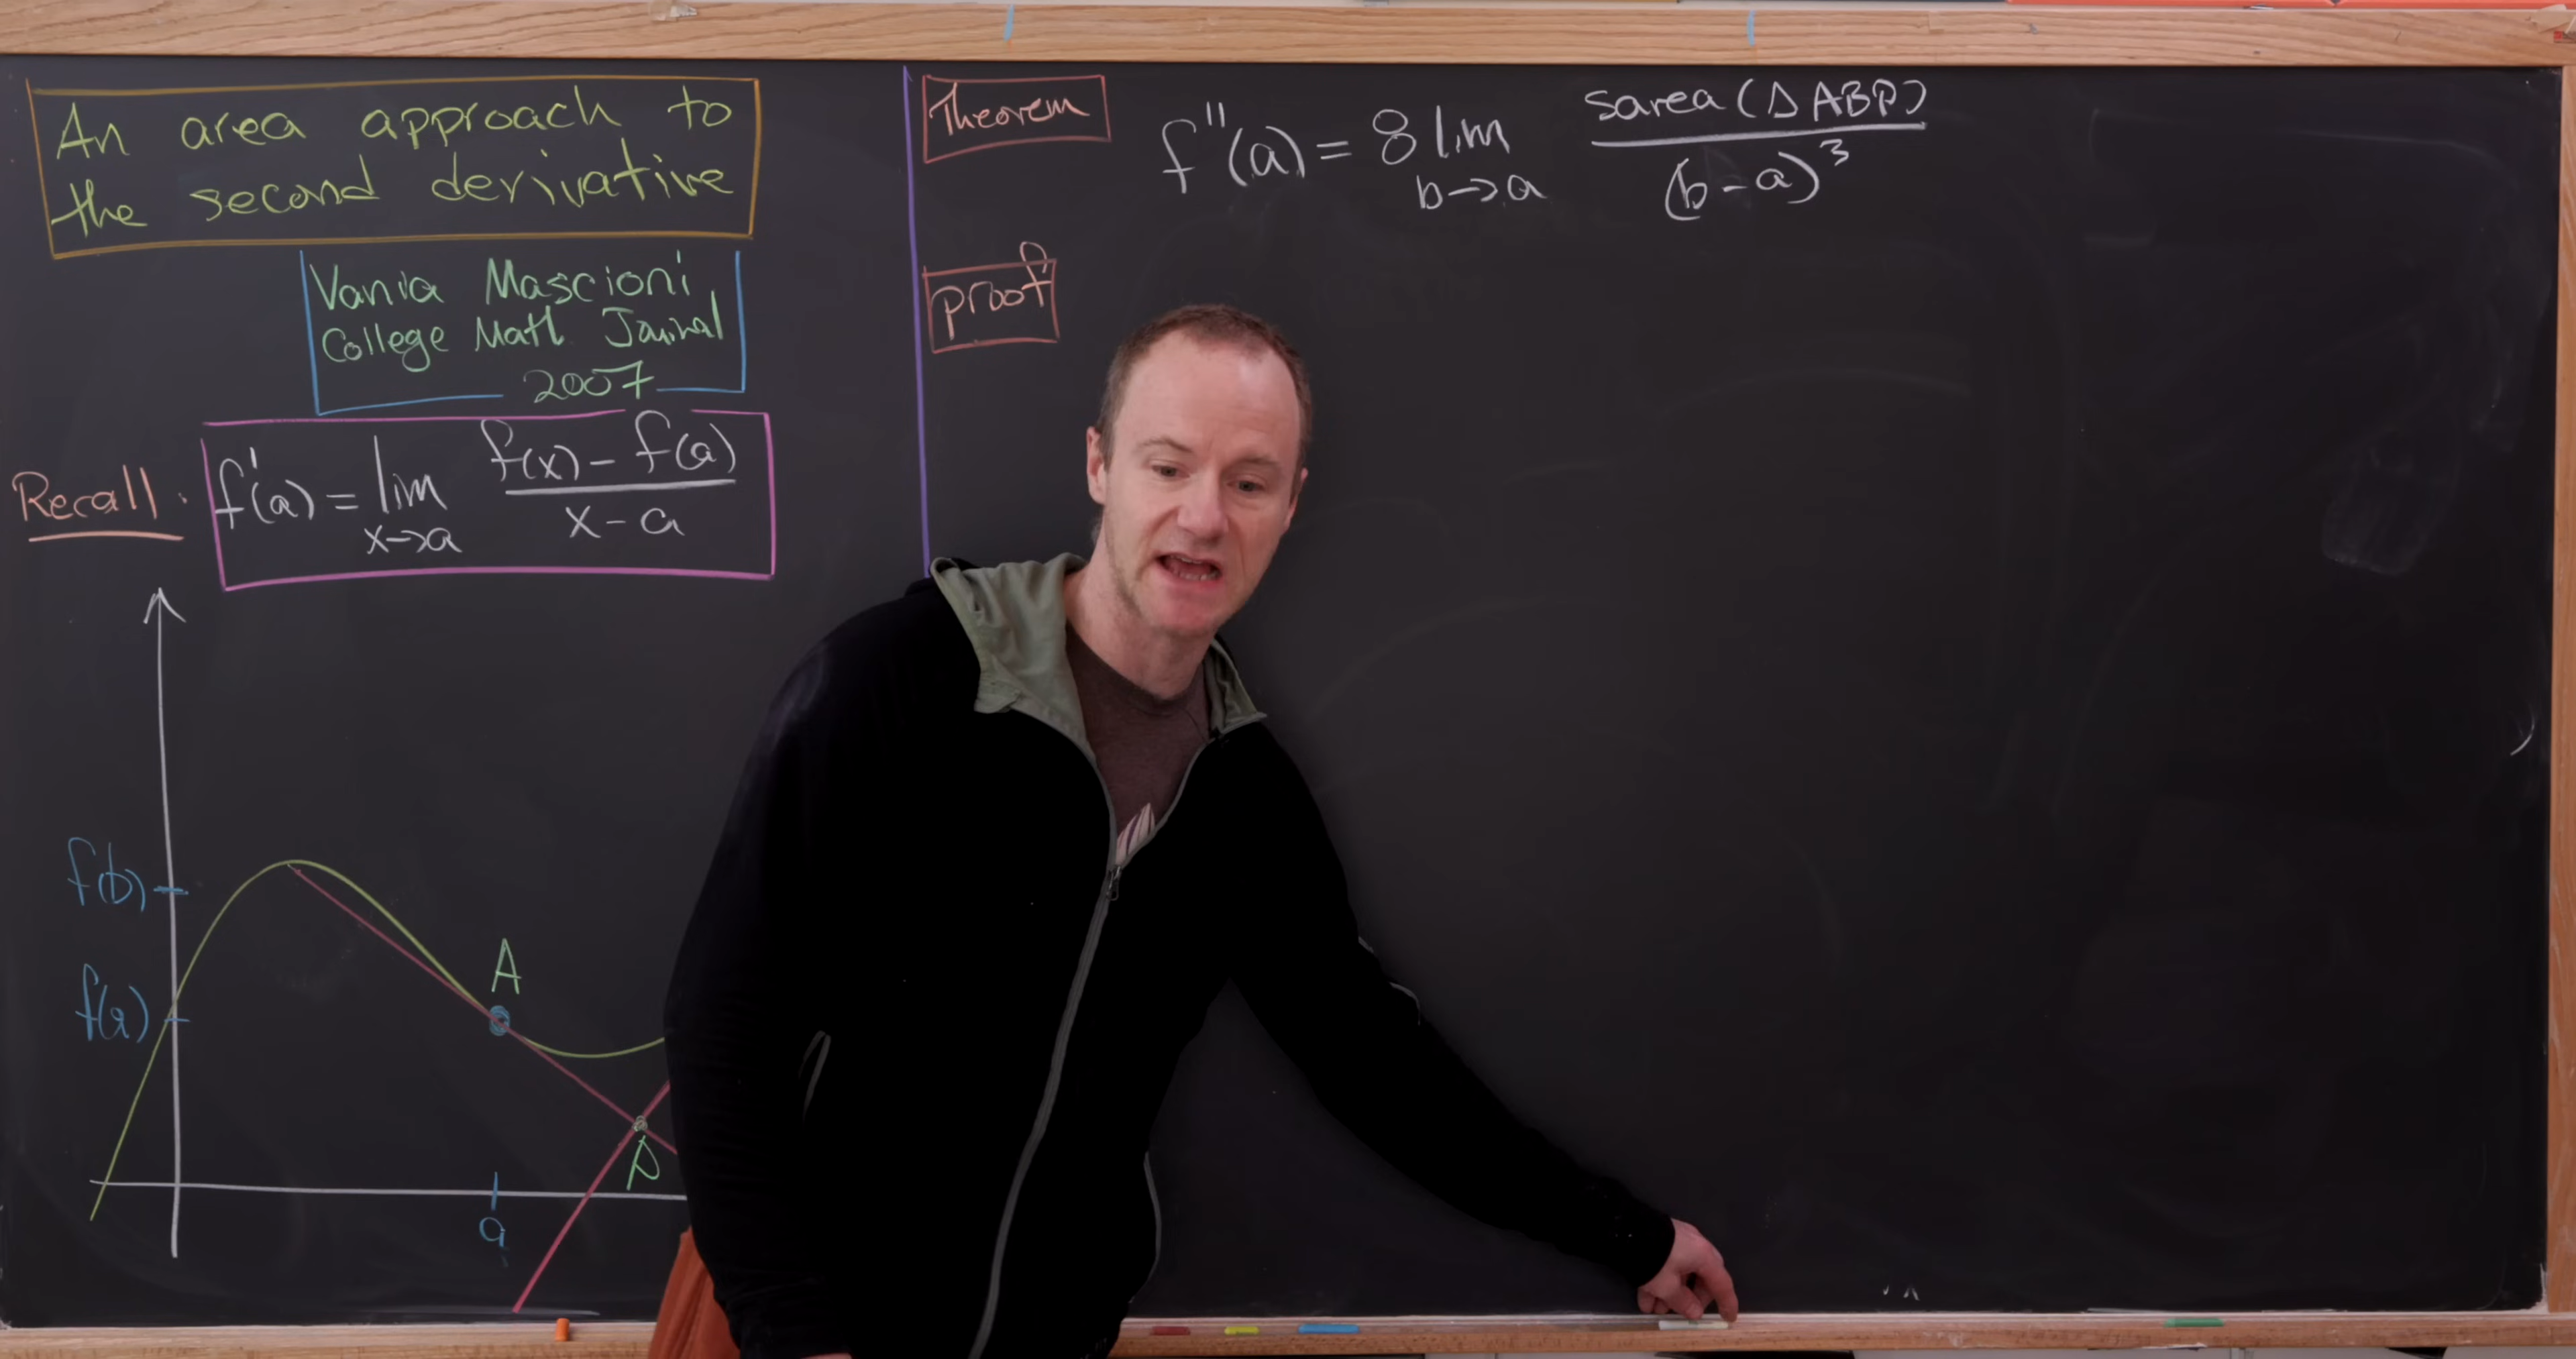 An area approach to
the second derivative
Vania Mascioni
College Math Journal
2007
Recall. f'(a) = lim x→a f(x) - f(a) / x - a
f(b)
f(a)
A
P
a
Theorem f''(a) = 8 lim b→a sarea (Δ ABP) / (b-a)³
proof